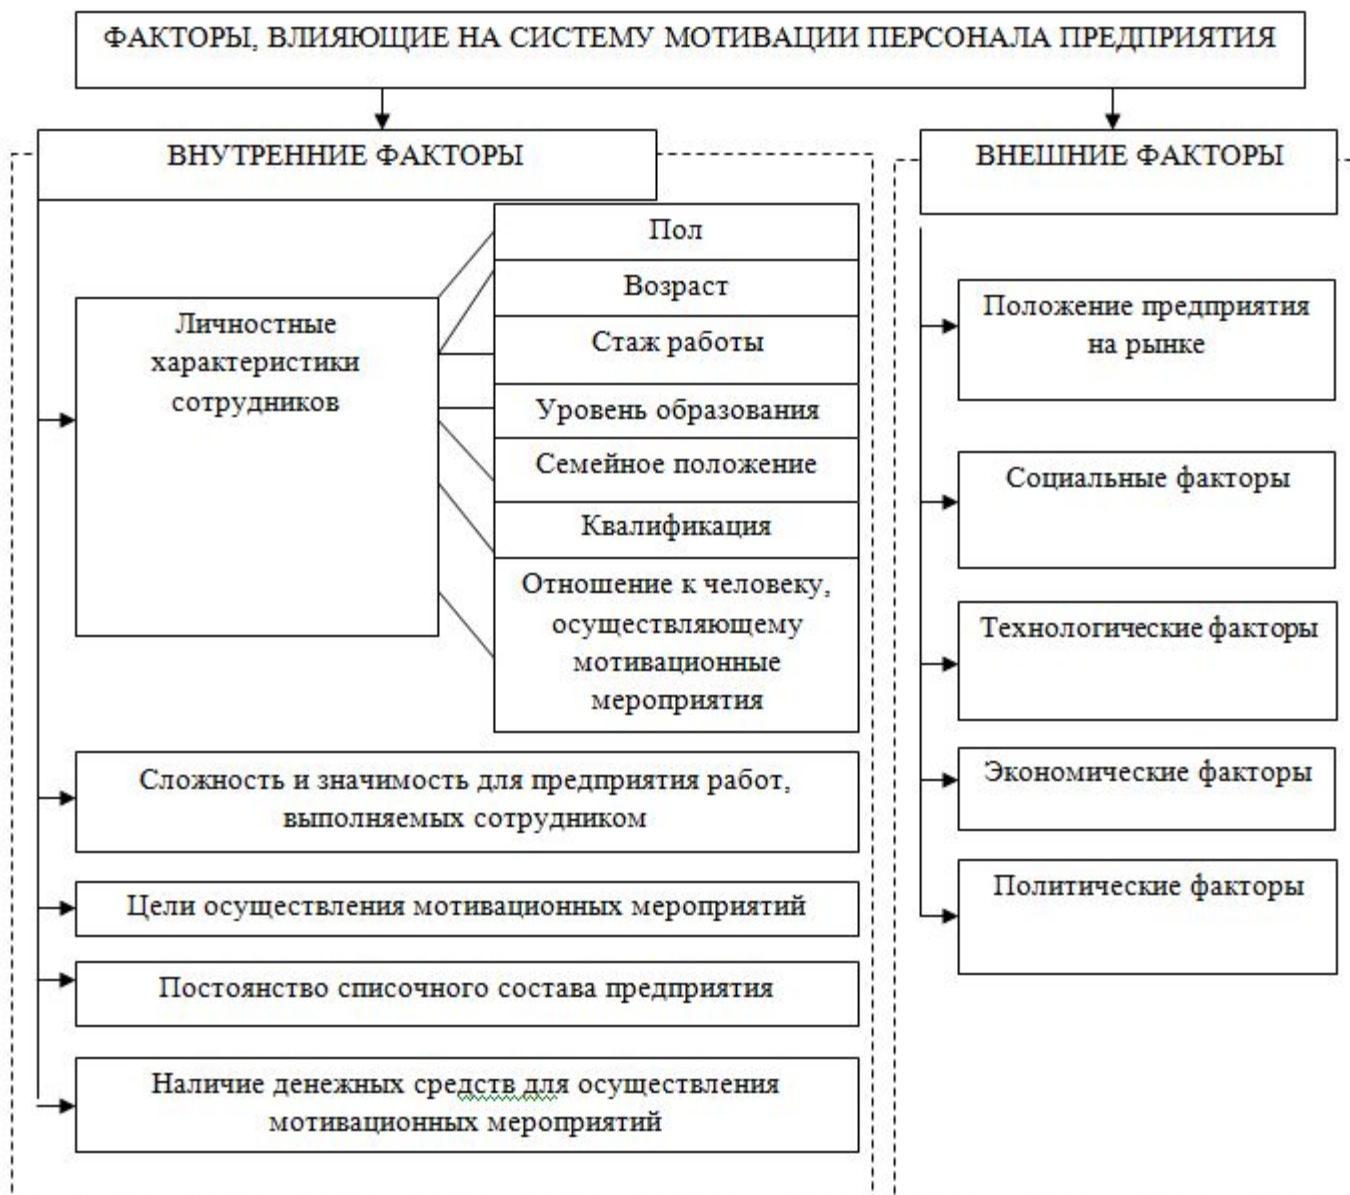 ФАКТОРЫ, ВЛИЯЮЩИЕ НА СИСТЕМУ МОТИВАЦИИ ПЕРСОНАЛА ПРЕДПРИЯТИЯ
ВНУТРЕННИЕ ФАКТОРЫ
Личностные
характеристики
сотрудников
Пол
Возраст
Стаж работы
Уровень образования
Семейное положение
Квалификация
Отношение к человеку,
осуществляющему
мотивационные
мероприятия
Сложность и значимость для предприятия работ,
выполняемых сотрудником
Цели осуществления мотивационных мероприятий
Постоянство списочного состава предприятия
Наличие денежных средств для осуществления
мотивационных мероприятий
ВНЕШНИЕ ФАКТОРЫ
Положение предприятия
на рынке
Социальные факторы
Технологические факторы
Экономические факторы
Политические факторы